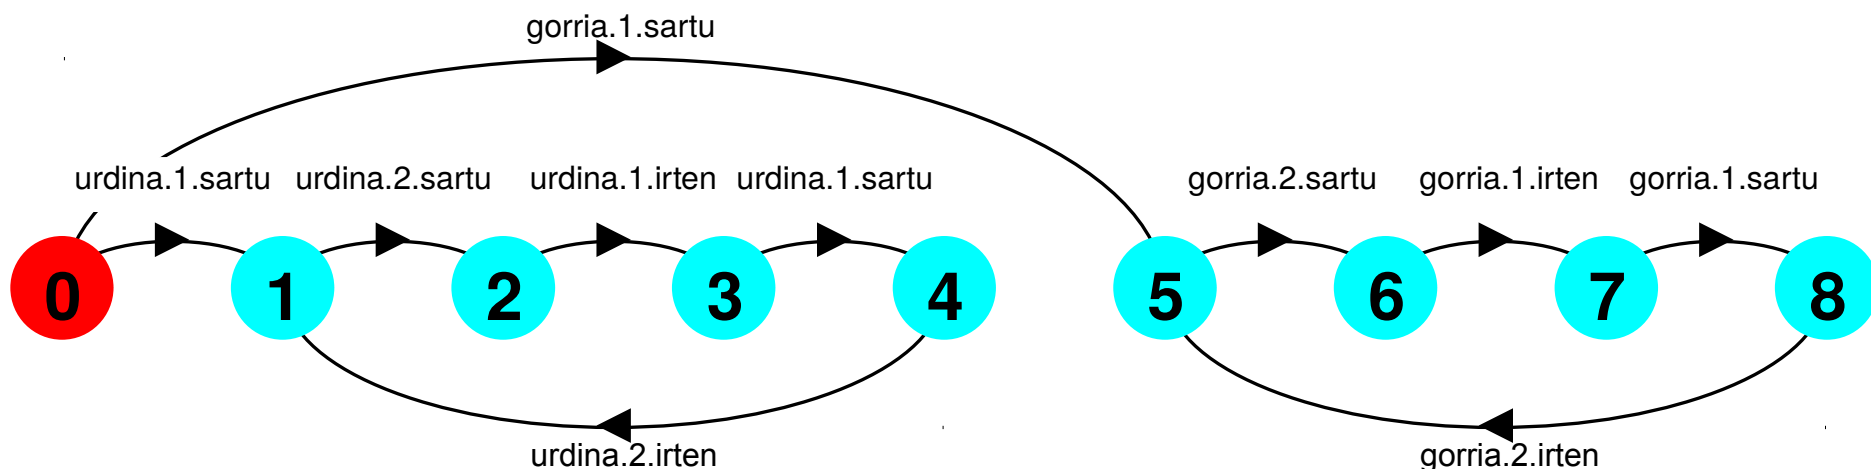 gorria.1.sartu
urdina.1.sartu urdina.2.sartu urdina.1.irten urdina.1.sartu gorria.2.sartu gorria.1.irten gorria.1.sartu
0 1 2 3 4 5 6 7 8
urdina.2.irten gorria.2.irten